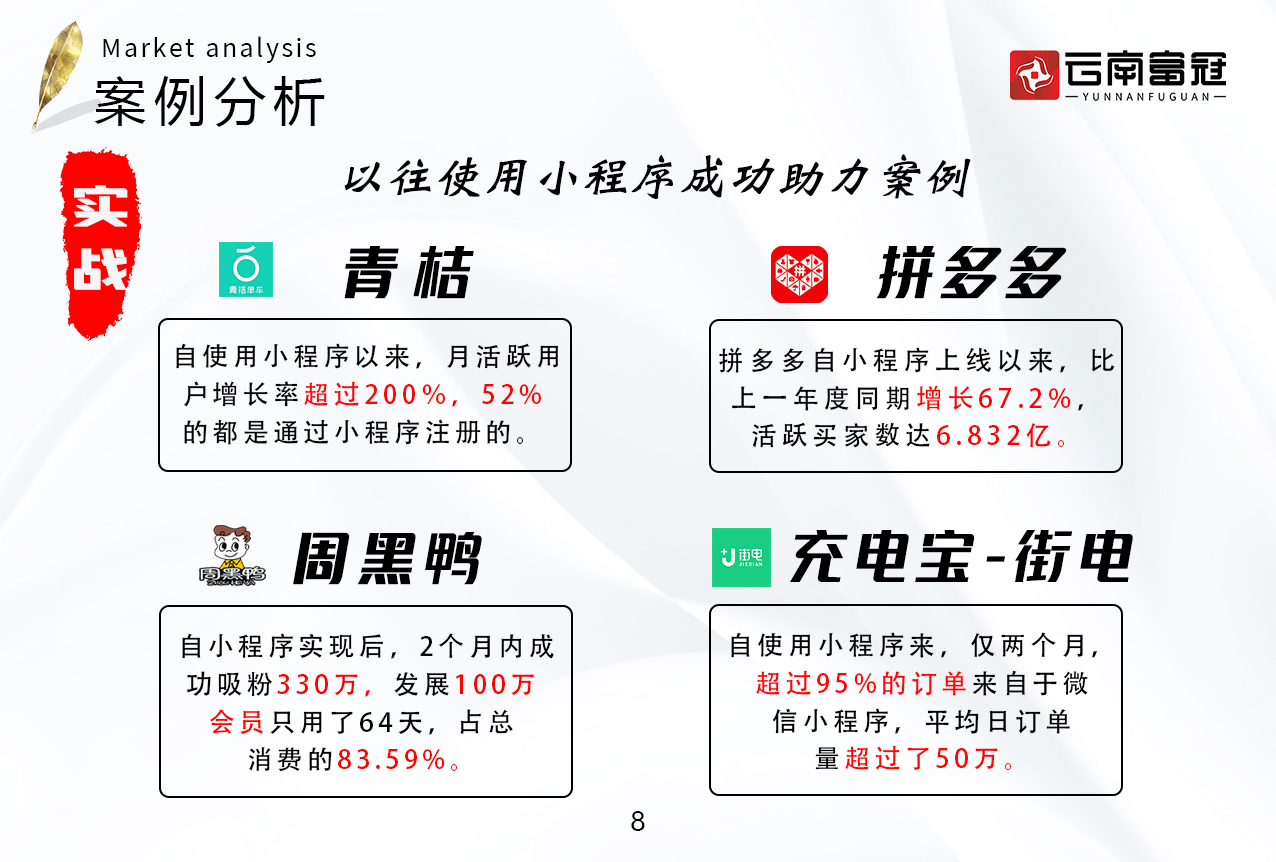 Market analysis
案例分析
云南富冠
YUNNANFUGUAN
实战
以往使用小程序成功助力案例
青桔单车
青桔
自使用小程序以来，月活跃用
户增长率超过200%，52%
的都是通过小程序注册的。
拼
拼多多
拼多多自小程序上线以来，比
上一年度同期增长67.2%，
活跃买家数达6.832亿。
周黑鸭
周黑鸭
自小程序实现后，2个月内成
功吸粉330万，发展100万
会员只用了64天，占总
消费的83.59%。
街电
JIEDIAN
充电宝-街电
自使用小程序来，仅两个月，
超过95%的订单来自于微
信小程序，平均日订单
量超过了50万。
8